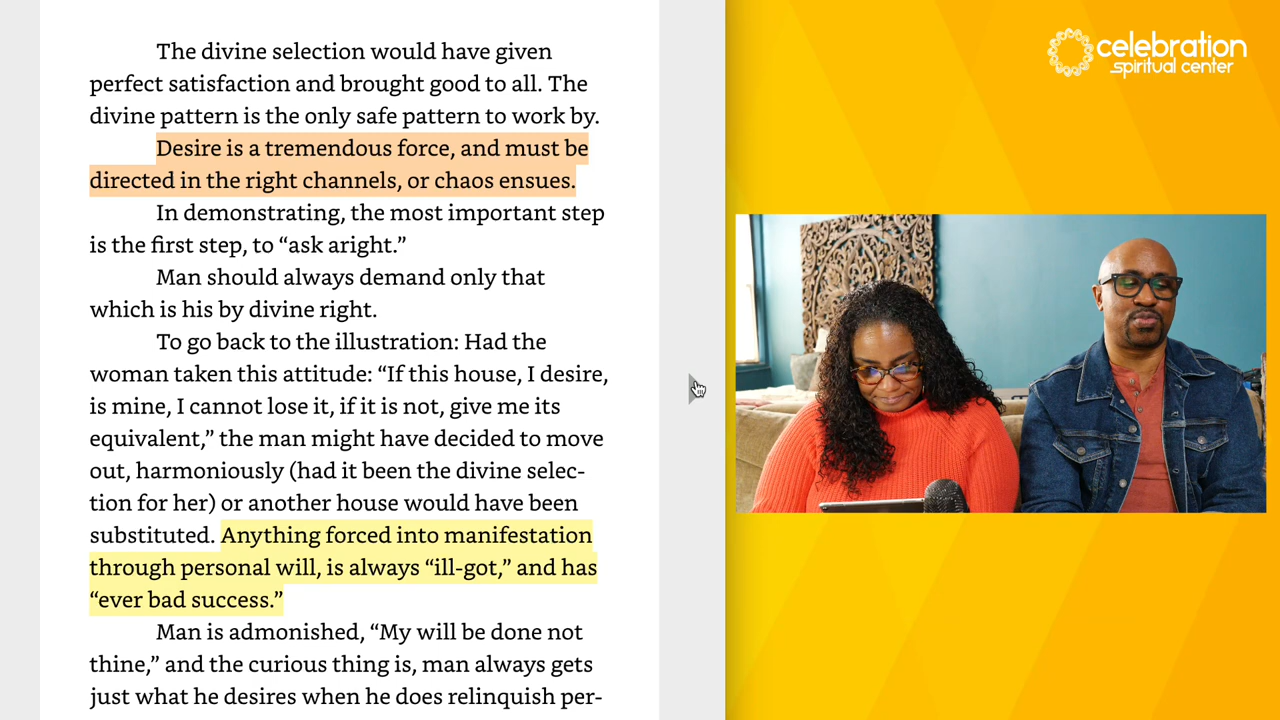 The divine selection would have given
perfect satisfaction and brought good to all. The
divine pattern is the only safe pattern to work by.
Desire is a tremendous force, and must be
directed in the right channels, or chaos ensues.
In demonstrating, the most important step
is the first step, to “ask aright.”
Man should always demand only that
which is his by divine right.
To go back to the illustration: Had the
woman taken this attitude: “If this house, I desire,
is mine, I cannot lose it, if it is not, give me its
equivalent,” the man might have decided to move
out, harmoniously (had it been the divine selec-
tion for her) or another house would have been
substituted. Anything forced into manifestation
through personal will, is always “ill-got,” and has
“ever bad success.”
Man is admonished, “My will be done not
thine,” and the curious thing is, man always gets
just what he desires when he does relinquish per-
celebration
spiritual center